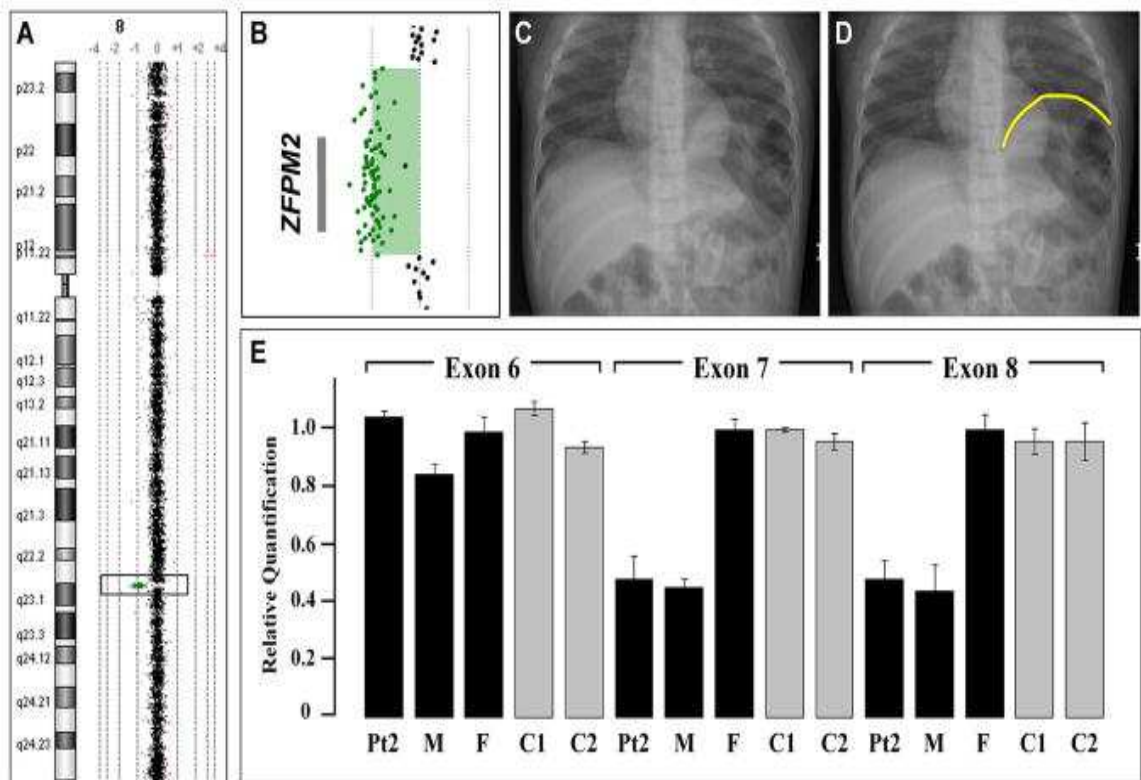 A
8
-4 -1 0 +1 +2 +4
p23.2
p22
p21.2
p12
p11.22
q11.22
q12.1
q12.3
q13.2
q21.11
q21.13
q21.3
q22.2
q23.1
q23.3
q24.12
q24.21
q24.23
B
ZFPM2
C
D
E
Exon 6 Exon 7 Exon 8
Relative Quantification
1.0
0.8
0.6
0.4
0.2
0
Pt2 M F C1 C2 Pt2 M F C1 C2 Pt2 M F C1 C2